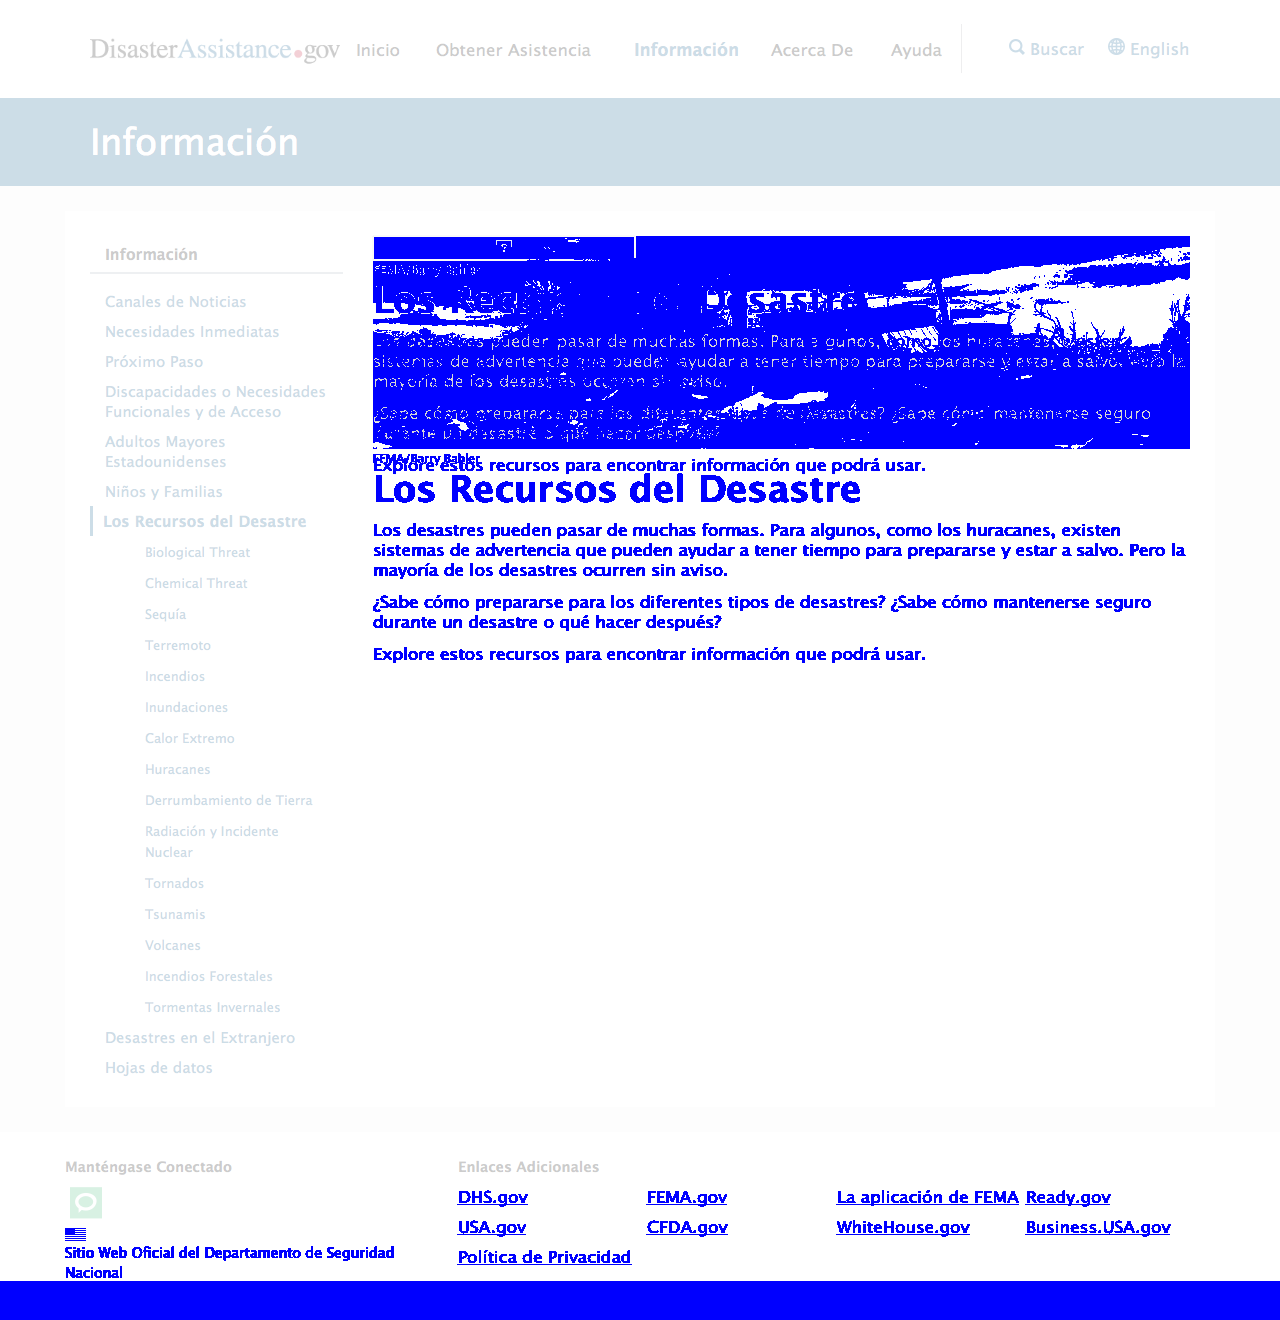 DisasterAssistance.gov
Inicio
Obtener Asistencia
Información
Acerca De
Ayuda
Buscar
English
Información
Información
Canales de Noticias
Necesidades Inmediatas
Próximo Paso
Discapacidades o Necesidades
Funcionales y de Acceso
Adultos Mayores
Estadounidenses
Niños y Familias
Los Recursos del Desastre
Biological Threat
Chemical Threat
Sequía
Terremoto
Incendios
Inundaciones
Calor Extremo
Huracanes
Derrumbamiento de Tierra
Radiación y Incidente
Nuclear
Tornados
Tsunamis
Volcanes
Incendios Forestales
Tormentas Invernales
Desastres en el Extranjero
Hojas de datos
?
FEMA/Barry Bahler
Los Recursos del Desastre
Los desastres pueden pasar de muchas formas. Para algunos, como los huracanes, existen
sistemas de advertencia que pueden ayudar a tener tiempo para prepararse y estar a salvo. Pero la
mayoría de los desastres ocurren sin aviso.
¿Sabe cómo prepararse para los diferentes tipos de desastres? ¿Sabe cómo mantenerse seguro
durante un desastre o qué hacer después?
FEMA/Barry Bahler
Explore estos recursos para encontrar información que podrá usar.
Los Recursos del Desastre
Los desastres pueden pasar de muchas formas. Para algunos, como los huracanes, existen
sistemas de advertencia que pueden ayudar a tener tiempo para prepararse y estar a salvo. Pero la
mayoría de los desastres ocurren sin aviso.
¿Sabe cómo prepararse para los diferentes tipos de desastres? ¿Sabe cómo mantenerse seguro
durante un desastre o qué hacer después?
Explore estos recursos para encontrar información que podrá usar.
Manténgase Conectado
Sitio Web Oficial del Departamento de Seguridad
Nacional
Enlaces Adicionales
DHS.gov
FEMA.gov
La aplicación de FEMA
Ready.gov
USA.gov
CFDA.gov
WhiteHouse.gov
Business.USA.gov
Política de Privacidad